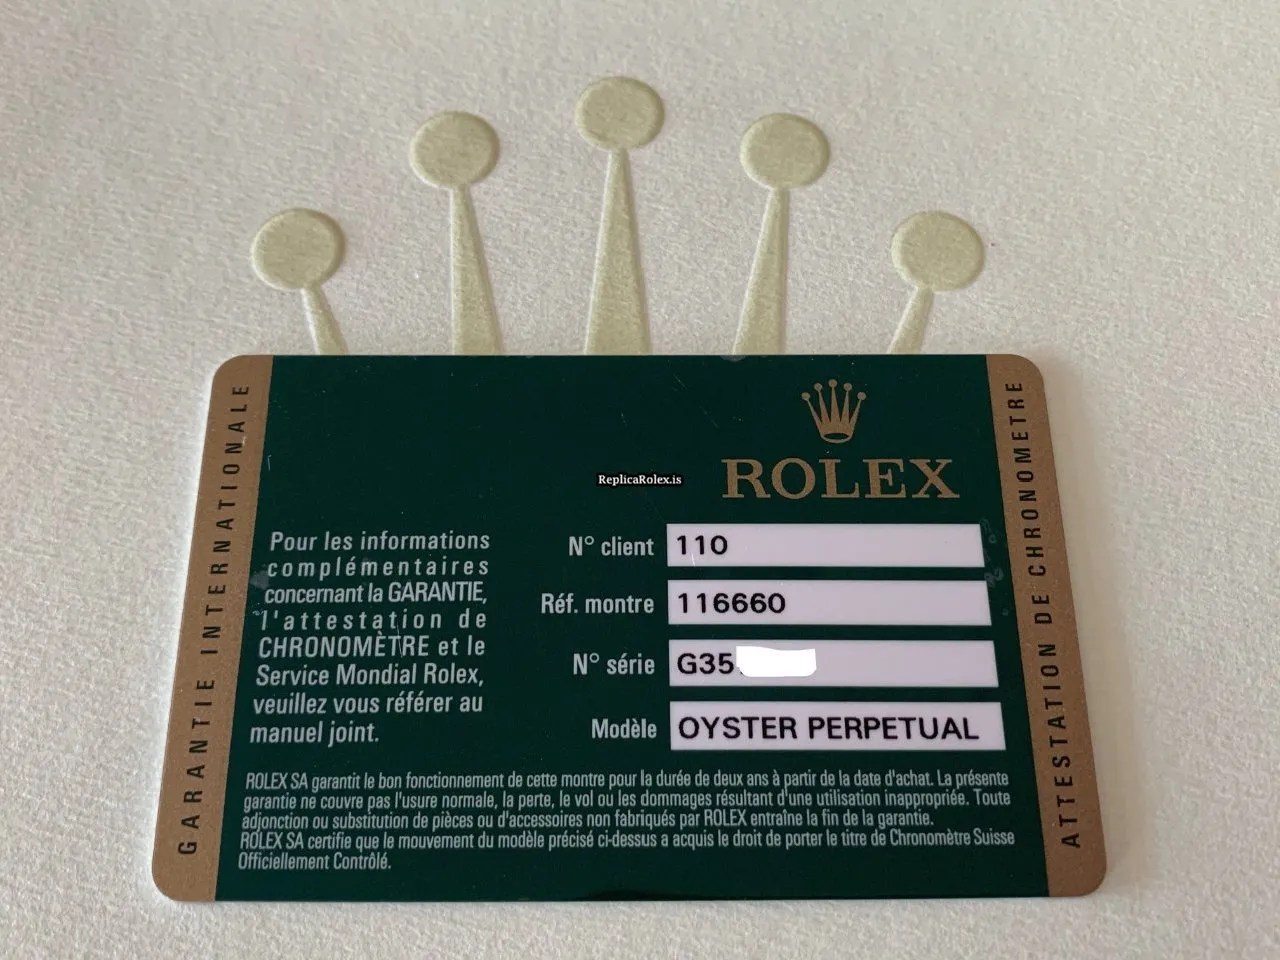 GARANTIE INTERNATIONALE
ROLEX
ReplicaRolex.is
Pour les informations
complémentaires
concernant la GARANTIE,
l'attestation de
CHRONOMÈTRE et le
Service Mondial Rolex,
veuillez vous référer au
manuel joint.
N° client 110
Réf. montre 116660
N° série G35
Modèle OYSTER PERPETUAL
ROLEX SA garantit le bon fonctionnement de cette montre pour la durée de deux ans à partir de la date d'achat. La présente
garantie ne couvre pas l'usure normale, la perte, le vol ou les dommages résultant d'une utilisation inappropriée. Toute
adjonction ou substitution de pièces ou d'accessoires non fabriqués par ROLEX entraîne la fin de la garantie.
ROLEX SA certifie que le mouvement du modèle précisé ci-dessus a acquis le droit de porter le titre de Chronomètre Suisse
Officiellement Contrôlé.
ATTESTATION DE CHRONOMETRE